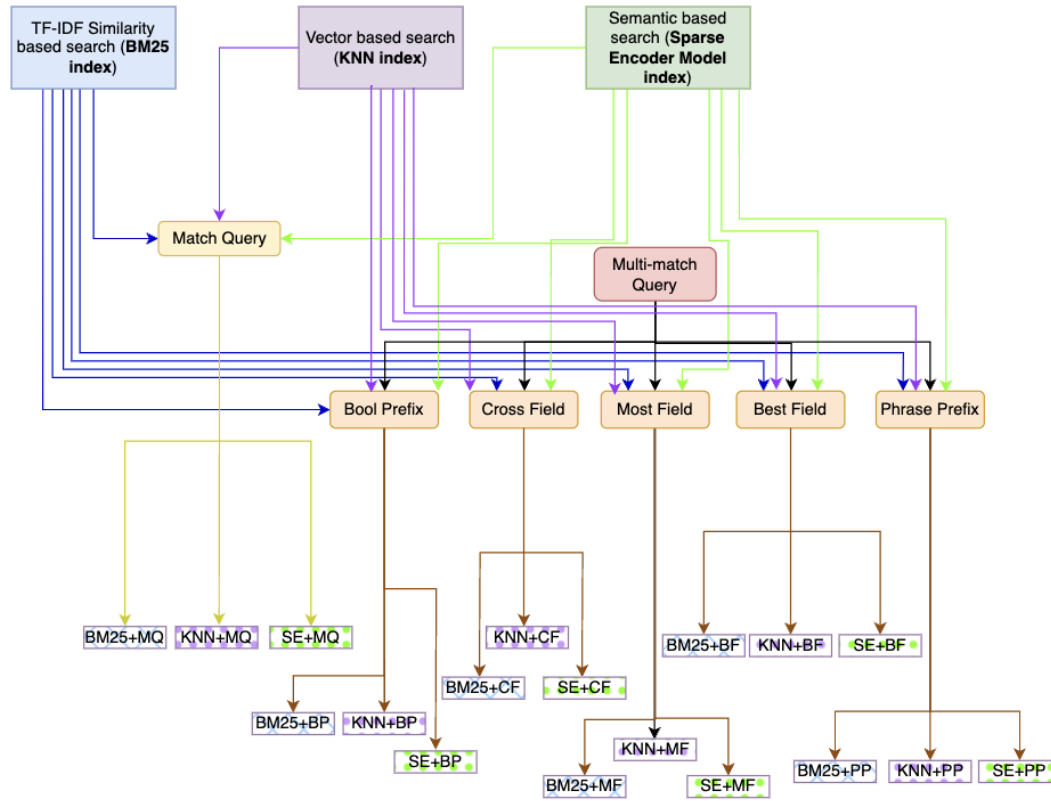 TF-IDF Similarity
based search (BM25
index)
Vector based search
(KNN index)
Semantic based
search (Sparse
Encoder Model
index)
Match Query
Multi-match
Query
Bool Prefix
Cross Field
Most Field
Best Field
Phrase Prefix
BM25+MQ
KNN+MQ
SE+MQ
KNN+CF
BM25+BF
KNN+BF
SE+BF
BM25+CF
SE+CF
BM25+BP
KNN+BP
SE+BP
KNN+MF
BM25+MF
SE+MF
BM25+PP
KNN+PP
SE+PP